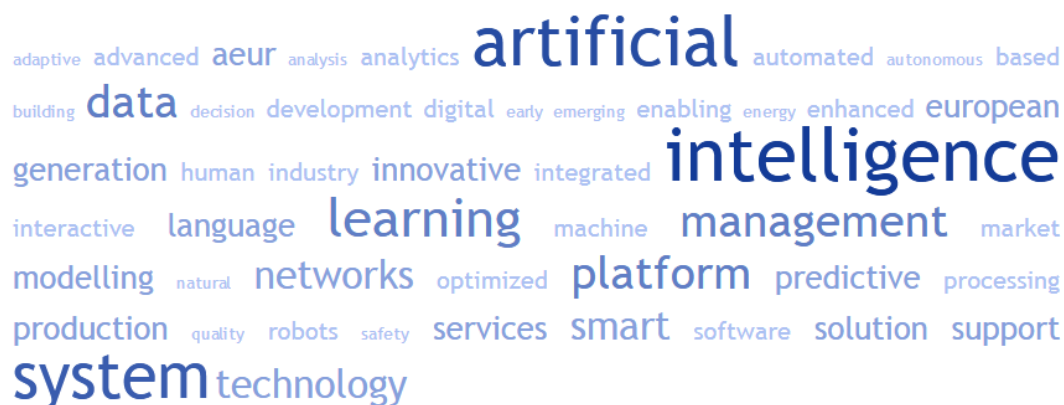 adaptive advanced aeur analysis analytics artificial automated autonomous based
building data decision development digital early emerging enabling energy enhanced european
generation human industry innovative integrated intelligence
interactive language learning machine management market
modelling natural networks optimized platform predictive processing
production quality robots safety services smart software solution support
system technology